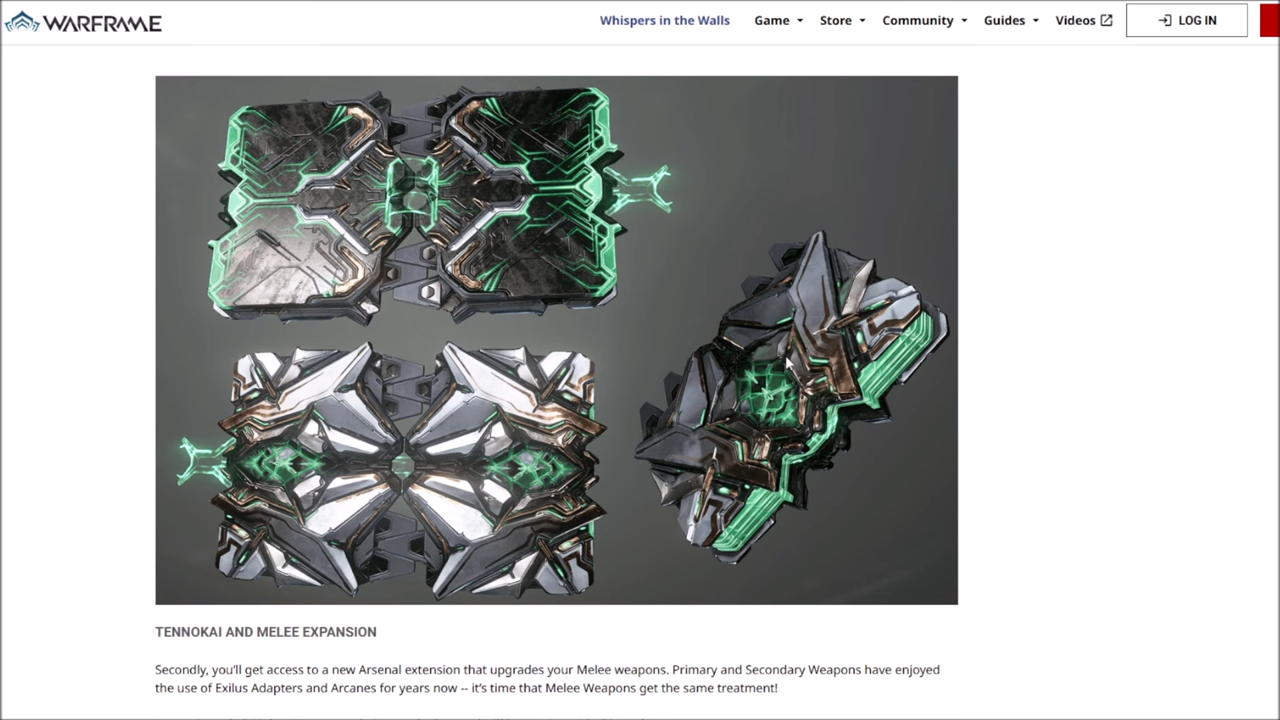 WARFRAME
Whispers in the Walls
Game
Store
Community
Guides
Videos
LOG IN
TENNOKAI AND MELEE EXPANSION
Secondly, you'll get access to a new Arsenal extension that upgrades your Melee weapons. Primary and Secondary Weapons have enjoyed
the use of Exilus Adapters and Arcanes for years now -- it's time that Melee Weapons get the same treatment!